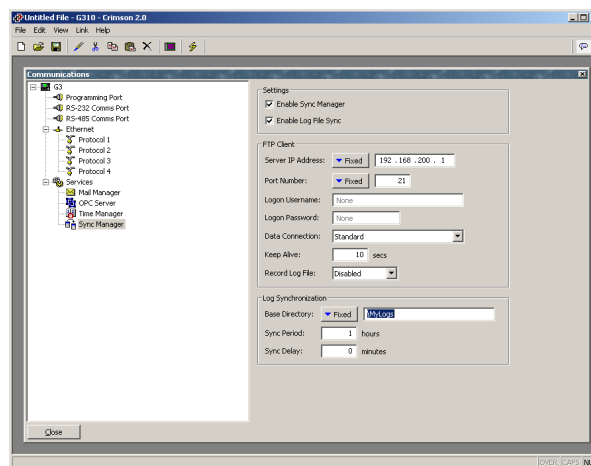 Untitled File - G310 - Crimson 2.0
File Edit View Link Help
Communications
G3
Programming Port
RS-232 Comms Port
RS-485 Comms Port
Ethernet
Protocol 1
Protocol 2
Protocol 3
Protocol 4
Services
Mail Manager
OPC Server
Time Manager
Sync Manager
Settings
Enable Sync Manager
Enable Log File Sync
FTP Client
Server IP Address: Fixed 192 .168 .200 . 1
Port Number: Fixed 21
Logon Username: None
Logon Password: None
Data Connection: Standard
Keep Alive: 10 secs
Record Log File: Disabled
Log Synchronization
Base Directory: Fixed \MyLogs
Sync Period: 1 hours
Sync Delay: 0 minutes
Close
OVER CAPS NU